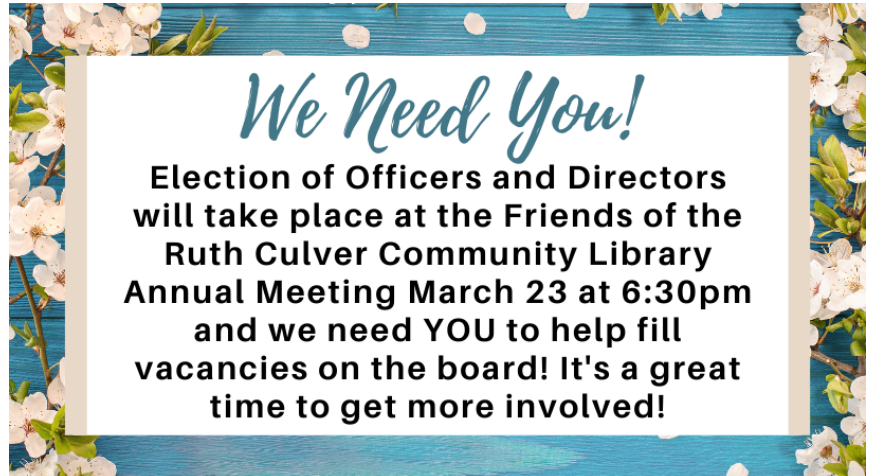 We Need You!
Election of Officers and Directors
will take place at the Friends of the
Ruth Culver Community Library
Annual Meeting March 23 at 6:30pm
and we need YOU to help fill
vacancies on the board! It's a great
time to get more involved!